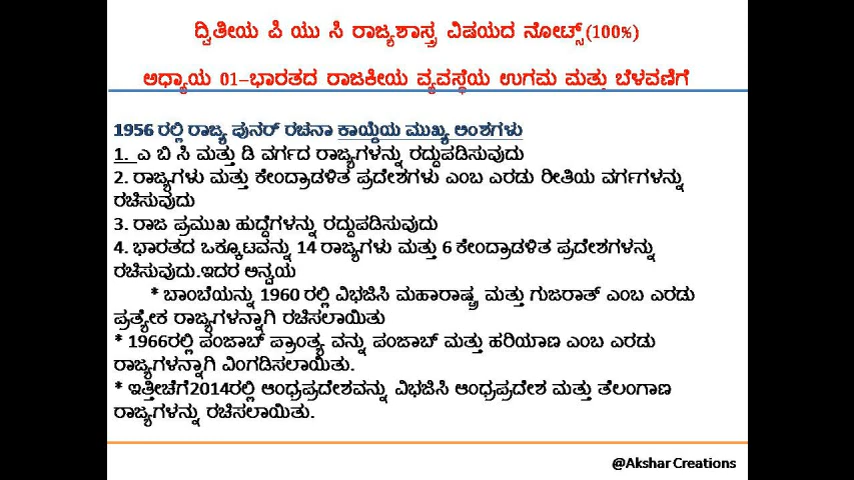 ದ್ವಿತೀಯ ಪಿ ಯು ಸಿ ರಾಜ್ಯಶಾಸ್ತ್ರ ವಿಷಯದ ನೋಟ್ಸ್(100%)
ಅಧ್ಯಾಯ 01-ಭಾರತದ ರಾಜಕೀಯ ವ್ಯವಸ್ಥೆಯ ಉಗಮ ಮತ್ತು ಬೆಳವಣಿಗೆ
1956 ರಲ್ಲಿ ರಾಜ್ಯ ಪುನರ್ ರಚನಾ ಕಾಯ್ದೆಯ ಮುಖ್ಯ ಅಂಶಗಳು
1. ಎ ಬಿ ಸಿ ಮತ್ತು ಡಿ ವರ್ಗದ ರಾಜ್ಯಗಳನ್ನು ರದ್ದುಪಡಿಸುವುದು
2. ರಾಜ್ಯಗಳು ಮತ್ತು ಕೇಂದ್ರಾಡಳಿತ ಪ್ರದೇಶಗಳು ಎಂಬ ಎರಡು ರೀತಿಯ ವರ್ಗಗಳನ್ನು
ರಚಿಸುವುದು
3. ರಾಜ ಪ್ರಮುಖ ಹುದ್ದೆಗಳನ್ನು ರದ್ದುಪಡಿಸುವುದು
4. ಭಾರತದ ಒಕ್ಕೂಟವನ್ನು 14 ರಾಜ್ಯಗಳು ಮತ್ತು 6 ಕೇಂದ್ರಾಡಳಿತ ಪ್ರದೇಶಗಳನ್ನು
ರಚಿಸುವುದು.ಇದರ ಅನ್ವಯ
* ಬಾಂಬೆಯನ್ನು 1960 ರಲ್ಲಿ ವಿಭಜಿಸಿ ಮಹಾರಾಷ್ಟ್ರ ಮತ್ತು ಗುಜರಾತ್ ಎಂಬ ಎರಡು
ಪ್ರತ್ಯೇಕ ರಾಜ್ಯಗಳನ್ನಾಗಿ ರಚಿಸಲಾಯಿತು
* 1966ರಲ್ಲಿ ಪಂಜಾಬ್ ಪ್ರಾಂತ್ಯ ವನ್ನು ಪಂಜಾಬ್ ಮತ್ತು ಹರಿಯಾಣ ಎಂಬ ಎರಡು
ರಾಜ್ಯಗಳನ್ನಾಗಿ ವಿಂಗಡಿಸಲಾಯಿತು.
* ಇತ್ತೀಚೆಗೆ2014ರಲ್ಲಿ ಆಂಧ್ರಪ್ರದೇಶವನ್ನು ವಿಭಜಿಸಿ ಆಂಧ್ರಪ್ರದೇಶ ಮತ್ತು ತೆಲಂಗಾಣ
ರಾಜ್ಯಗಳನ್ನು ರಚಿಸಲಾಯಿತು.
@Akshar Creations